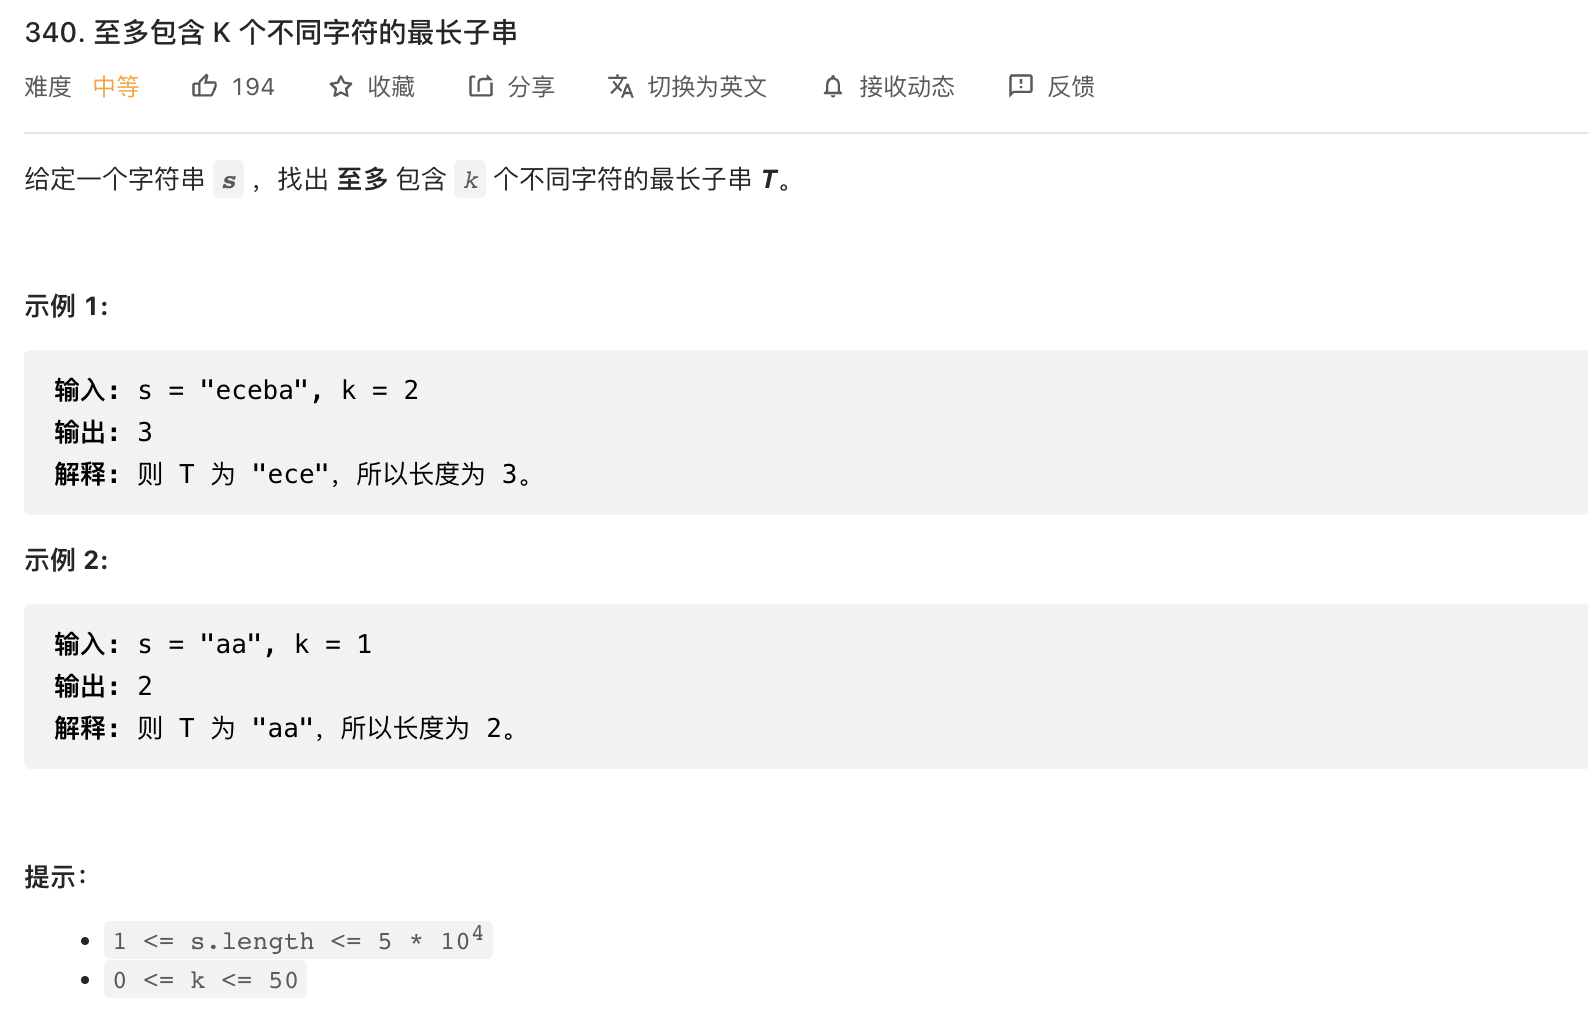 340. 至多包含 K 个不同字符的最长子串
难度 中等 194 收藏 分享 切换为英文 接收动态 反馈
给定一个字符串 s ，找出 至多 包含 k 个不同字符的最长子串 T。
示例 1:
输入: s = "eceba", k = 2
输出: 3
解释: 则 T 为 "ece"，所以长度为 3。
示例 2:
输入: s = "aa", k = 1
输出: 2
解释: 则 T 为 "aa"，所以长度为 2。
提示：
• 1 <= s.length <= 5 * 10⁴
• 0 <= k <= 50